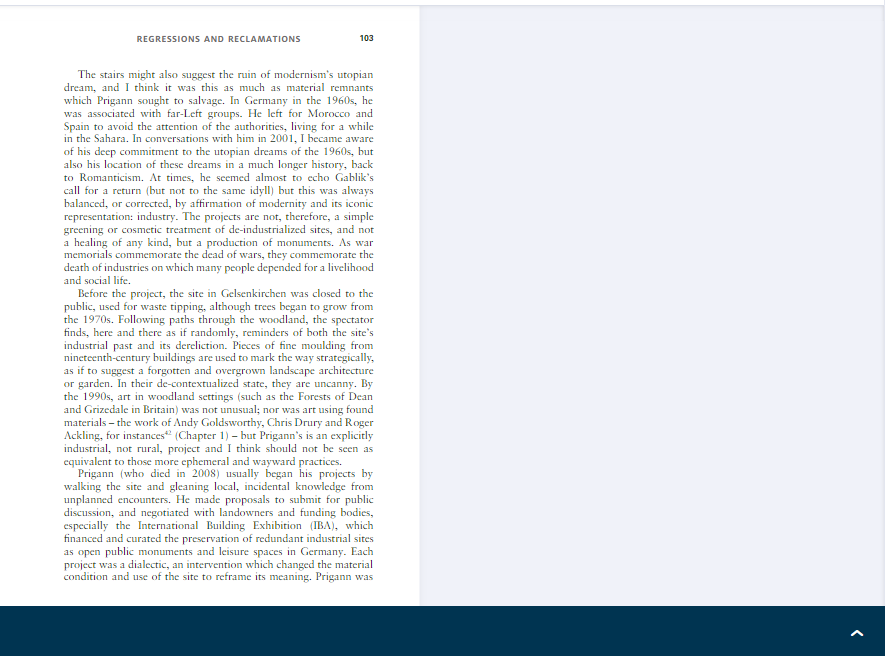 REGRESSIONS AND RECLAMATIONS 103
The stairs might also suggest the ruin of modernism's utopian
dream, and I think it was this as much as material remnants
which Prigann sought to salvage. In Germany in the 1960s, he
was associated with far-Left groups. He left for Morocco and
Spain to avoid the attention of the authorities, living for a while
in the Sahara. In conversations with him in 2001, I became aware
of his deep commitment to the utopian dreams of the 1960s, but
also his location of these dreams in a much longer history, back
to Romanticism. At times, he seemed almost to echo Gablik's
call for a return (but not to the same idyll) but this was always
balanced, or corrected, by affirmation of modernity and its iconic
representation: industry. The projects are not, therefore, a simple
greening or cosmetic treatment of de-industrialized sites, and not
a healing of any kind, but a production of monuments. As war
memorials commemorate the dead of wars, they commemorate the
death of industries on which many people depended for a livelihood
and social life.
Before the project, the site in Gelsenkirchen was closed to the
public, used for waste tipping, although trees began to grow from
the 1970s. Following paths through the woodland, the spectator
finds, here and there as if randomly, reminders of both the site's
industrial past and its dereliction. Pieces of fine moulding from
nineteenth-century buildings are used to mark the way strategically,
as if to suggest a forgotten and overgrown landscape architecture
or garden. In their de-contextualized state, they are uncanny. By
the 1990s, art in woodland settings (such as the Forests of Dean
and Grizedale in Britain) was not unusual; nor was art using found
materials – the work of Andy Goldsworthy, Chris Drury and Roger
Ackling, for instances⁴² (Chapter 1) – but Prigann's is an explicitly
industrial, not rural, project and I think should not be seen as
equivalent to those more ephemeral and wayward practices.
Prigann (who died in 2008) usually began his projects by
walking the site and gleaning local, incidental knowledge from
unplanned encounters. He made proposals to submit for public
discussion, and negotiated with landowners and funding bodies,
especially the International Building Exhibition (IBA), which
financed and curated the preservation of redundant industrial sites
as open public monuments and leisure spaces in Germany. Each
project was a dialectic, an intervention which changed the material
condition and use of the site to reframe its meaning. Prigann was